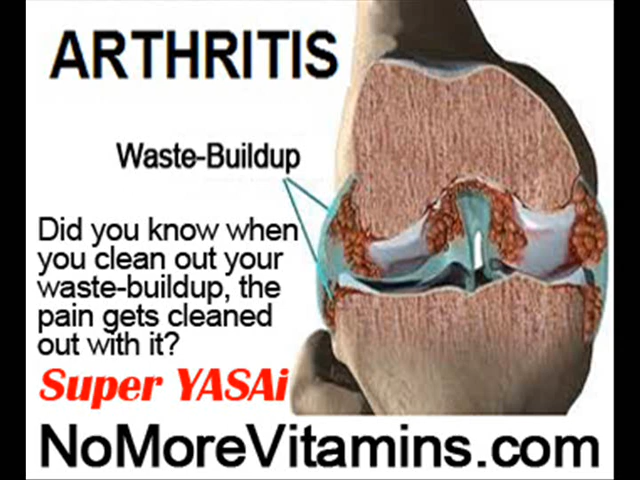 ARTHRITIS
Waste-Buildup
Did you know when
you clean out your
waste-buildup, the
pain gets cleaned
out with it?
Super YASAi
NoMoreVitamins.com